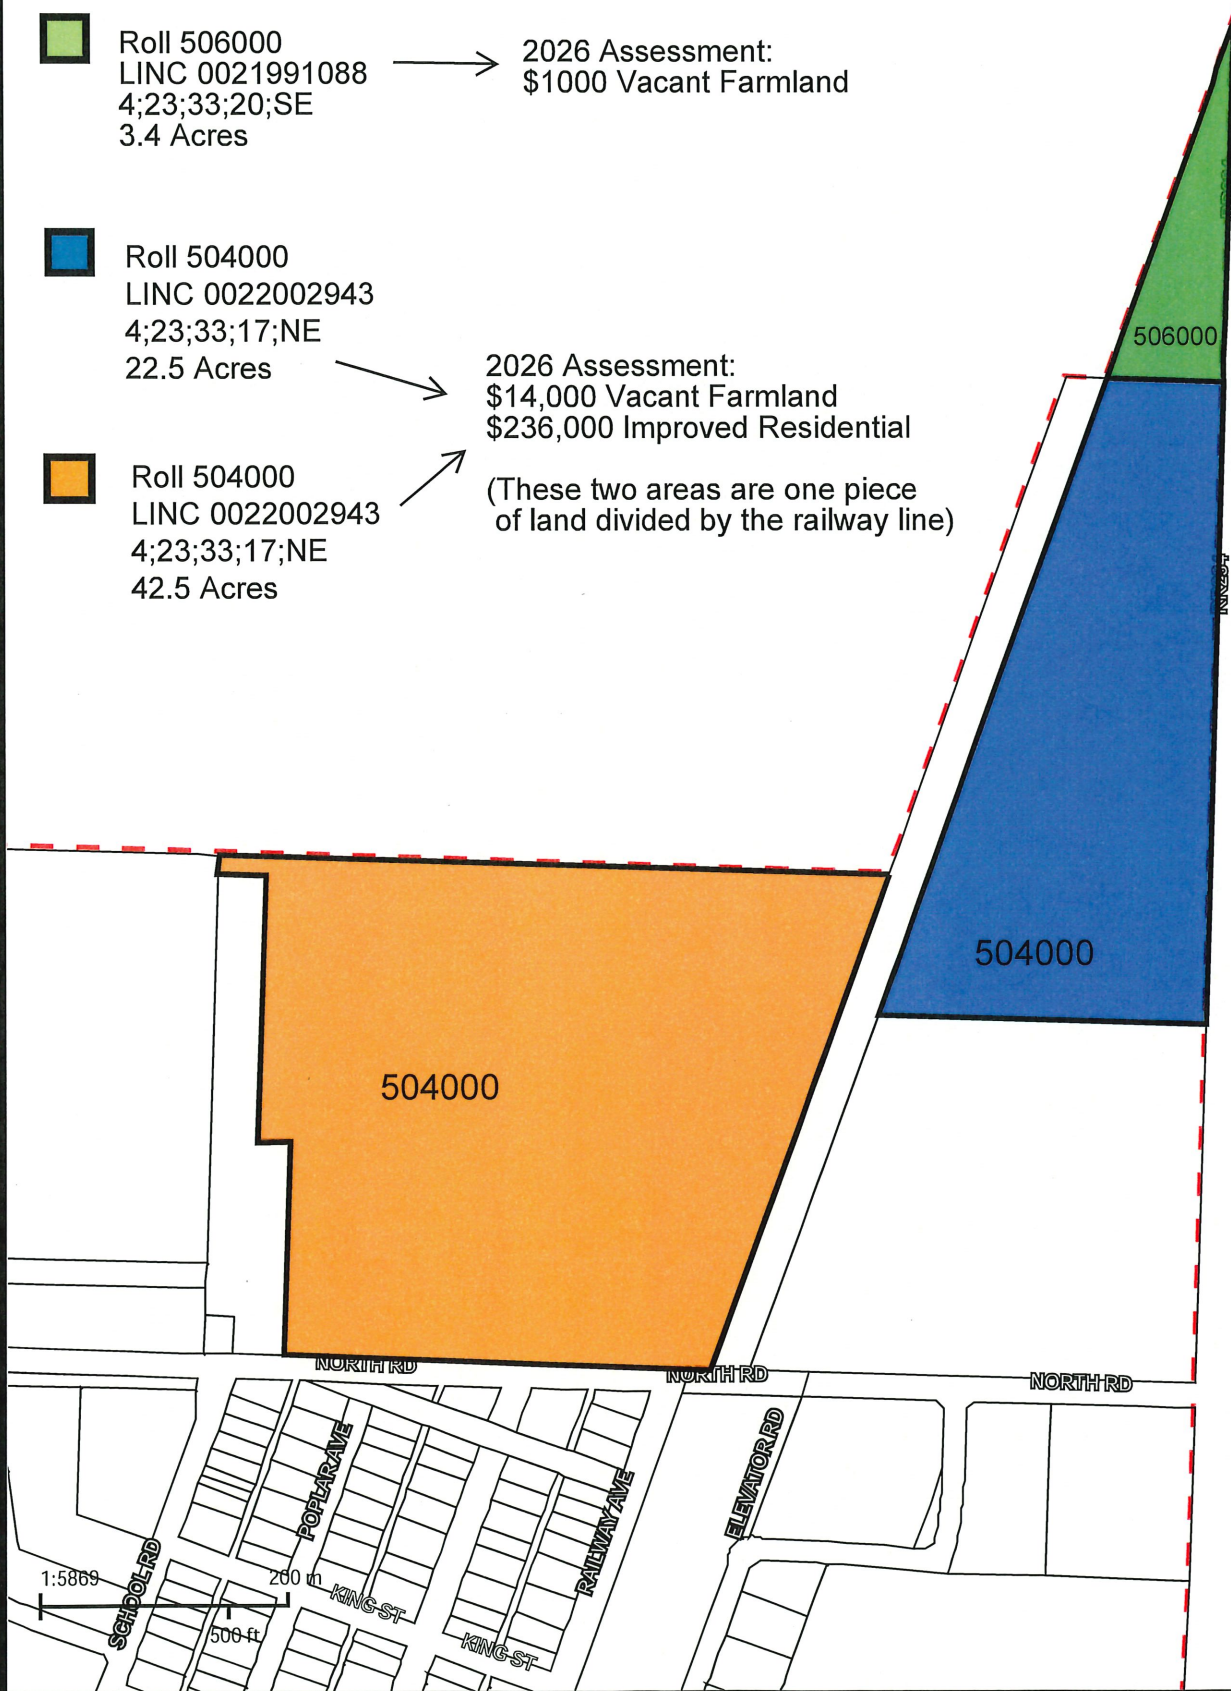 Roll 506000
LINC 0021991088
4;23;33;20;SE
3.4 Acres
2026 Assessment:
$1000 Vacant Farmland
Roll 504000
LINC 0022002943
4;23;33;17;NE
22.5 Acres
2026 Assessment:
$14,000 Vacant Farmland
$236,000 Improved Residential
(These two areas are one piece
of land divided by the railway line)
Roll 504000
LINC 0022002943
4;23;33;17;NE
42.5 Acres
506000
504000
504000
NORTH RD
NORTH RD
NORTH RD
POPLAR AVE
RAILWAY AVE
ELEVATOR RD
SCHOOL RD
KING ST
KING ST
1:5869
200 m
500 ft